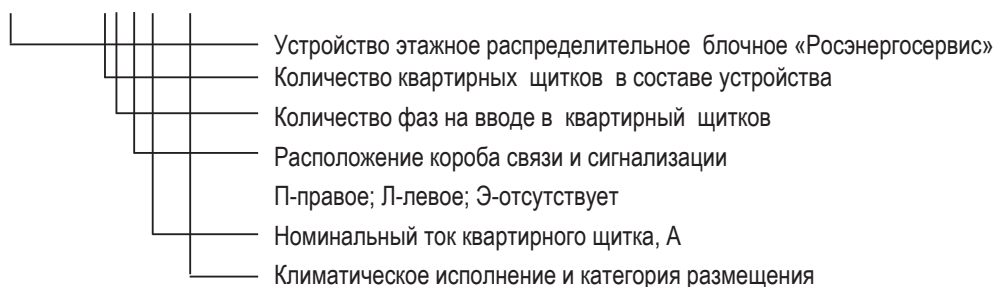 Устройство этажное распределительное блочное «Росэнергосервис»
Количество квартирных щитков в составе устройства
Количество фаз на вводе в квартирный щитков
Расположение короба связи и сигнализации
П-правое; Л-левое; Э-отсутствует
Номинальный ток квартирного щитка, А
Климатическое исполнение и категория размещения